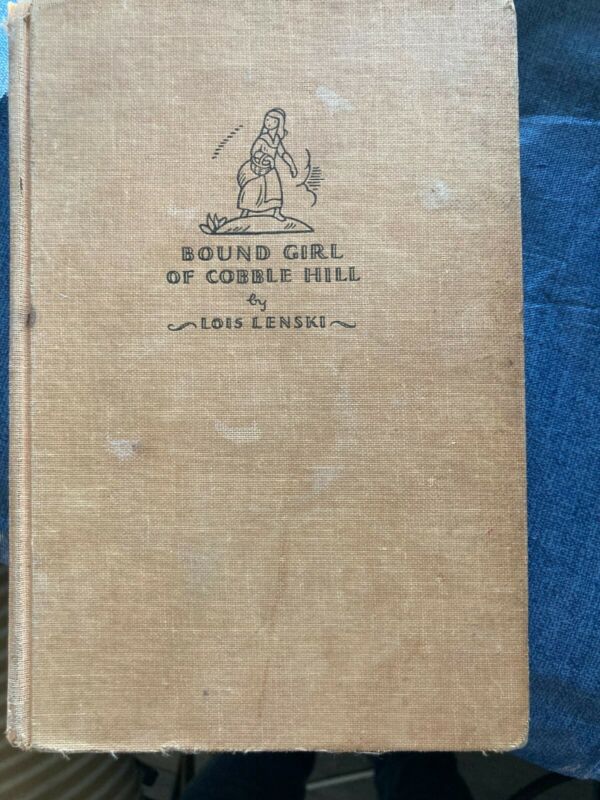 BOUND GIRL
OF COBBLE HILL
by
LOIS LENSKI